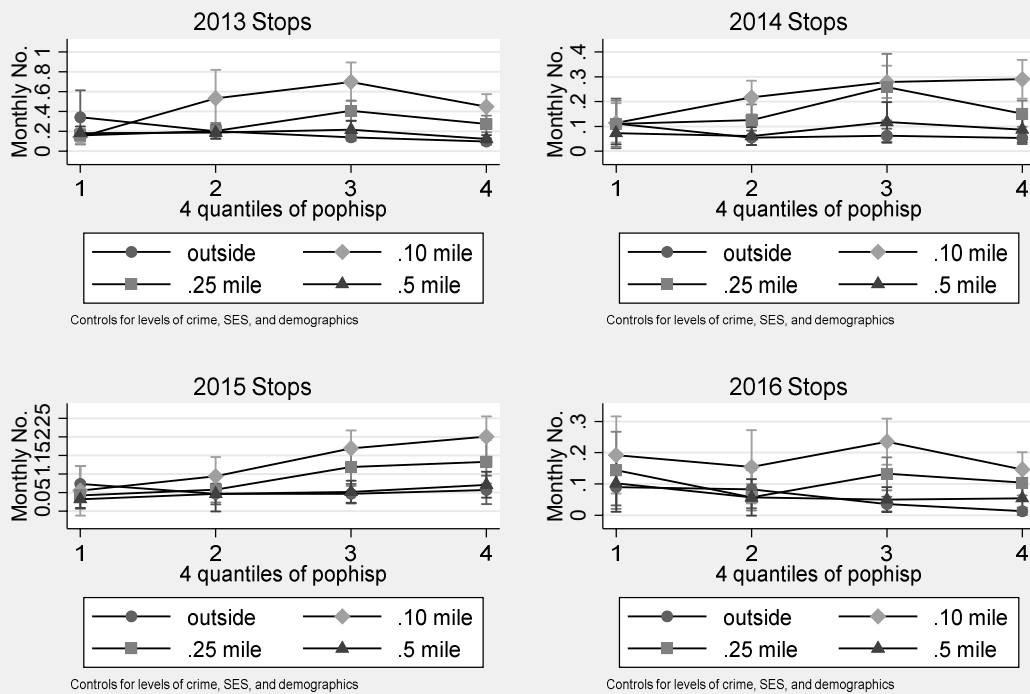 2013 Stops
Monthly No.
0 .2 .4 .6 .8 1
1 2 3 4
4 quantiles of pophisp
outside .10 mile
.25 mile .5 mile
Controls for levels of crime, SES, and demographics
2014 Stops
Monthly No.
0 .1 .2 .3 .4
1 2 3 4
4 quantiles of pophisp
outside .10 mile
.25 mile .5 mile
Controls for levels of crime, SES, and demographics
2015 Stops
Monthly No.
0 .05 .1 .15 .2 .25
1 2 3 4
4 quantiles of pophisp
outside .10 mile
.25 mile .5 mile
Controls for levels of crime, SES, and demographics
2016 Stops
Monthly No.
0 .1 .2 .3
1 2 3 4
4 quantiles of pophisp
outside .10 mile
.25 mile .5 mile
Controls for levels of crime, SES, and demographics